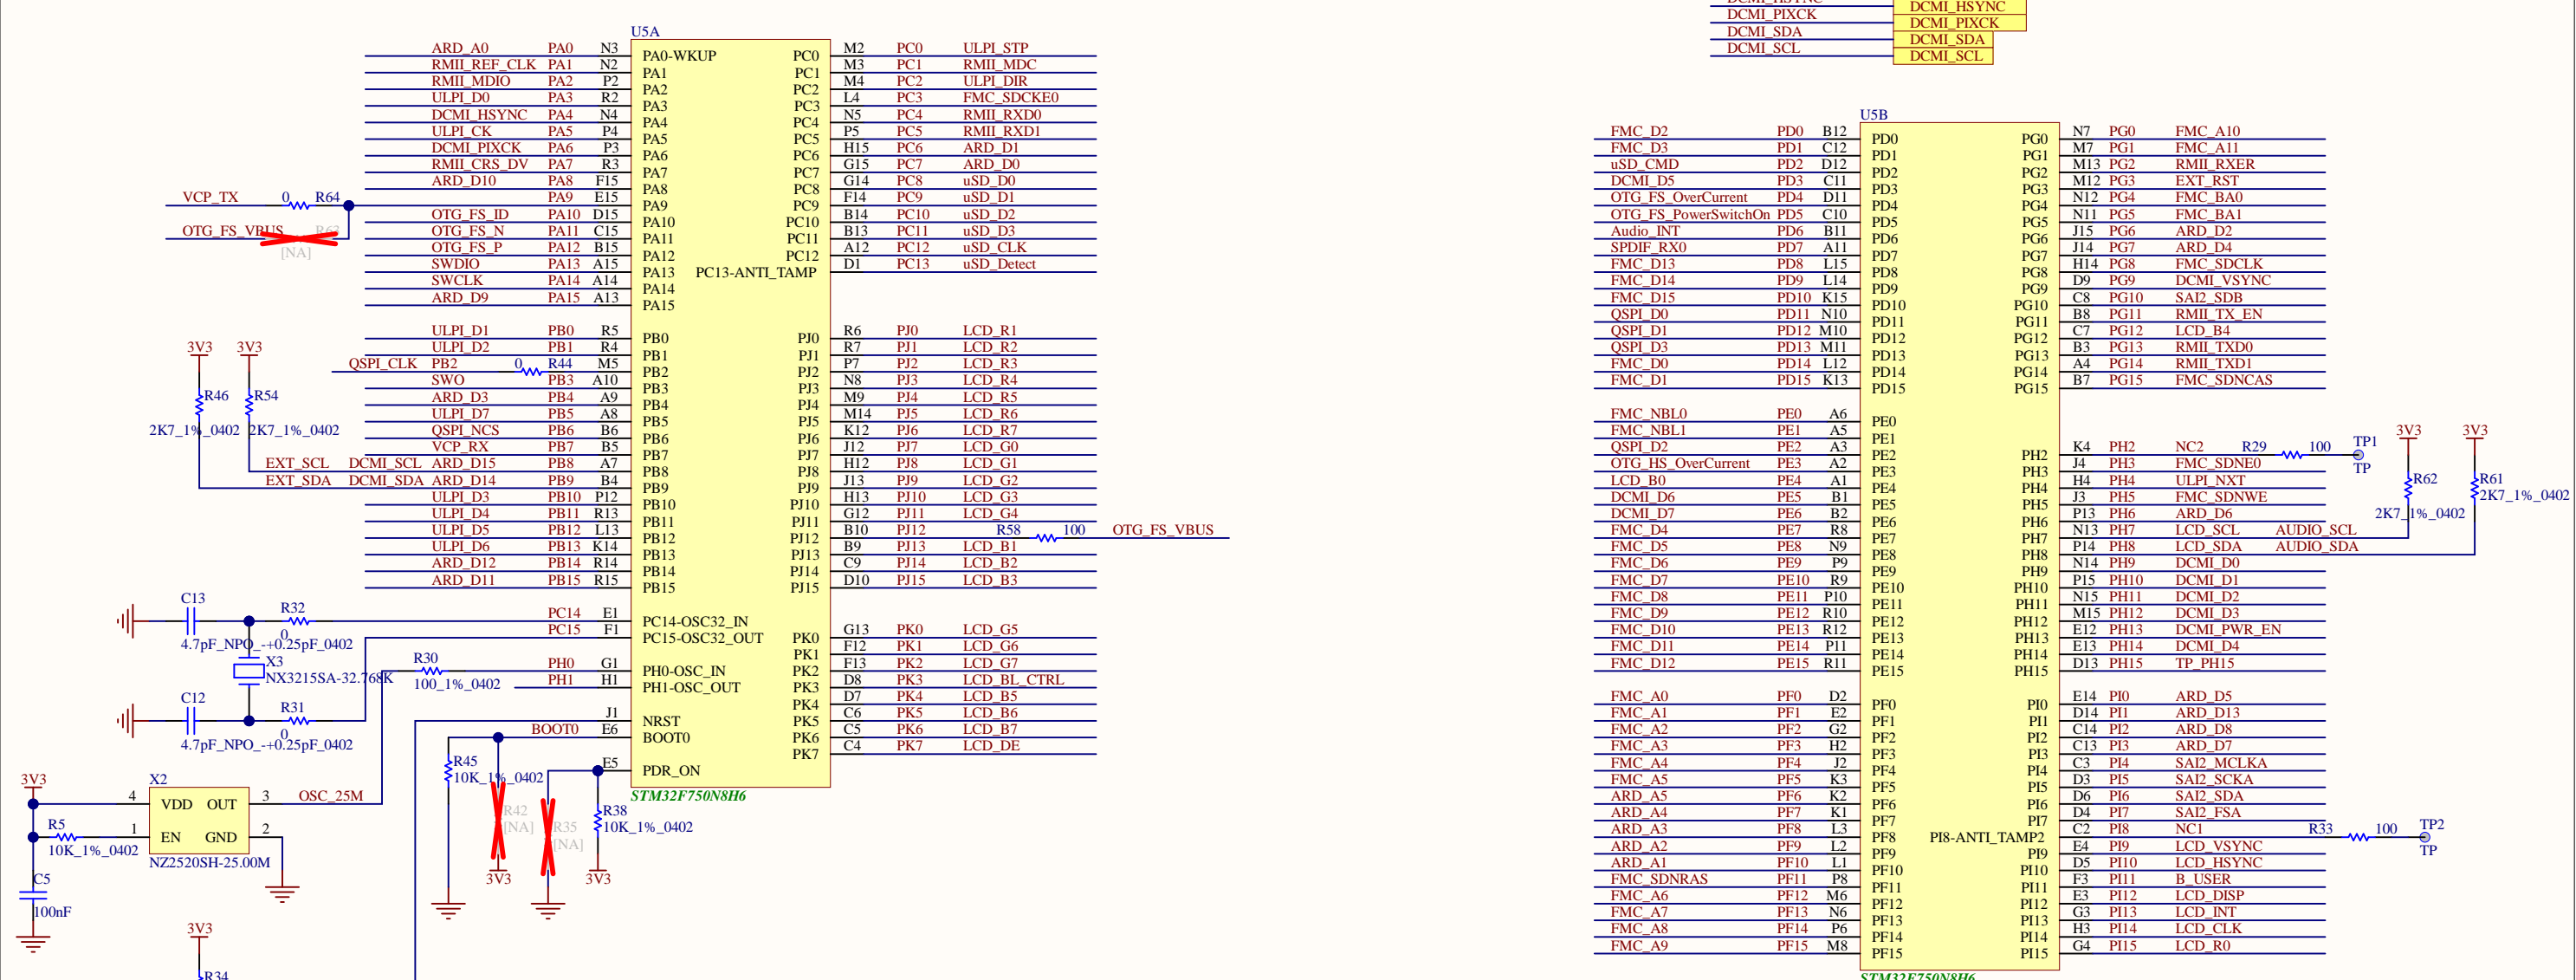 U5A
ARD_A0 PA0 N3 PA0-WKUP PC0 M2 PC0 ULPI_STP
RMII_REF_CLK PA1 N2 PA1 PC1 M3 PC1 RMII_MDC
RMII_MDIO PA2 P2 PA2 PC2 M4 PC2 ULPI_DIR
ULPI_D0 PA3 R2 PA3 PC3 L4 PC3 FMC_SDCKE0
DCMI_HSYNC PA4 N4 PA4 PC4 N5 PC4 RMII_RXD0
ULPI_CK PA5 P4 PA5 PC5 P5 PC5 RMII_RXD1
DCMI_PIXCK PA6 P3 PA6 PC6 H15 PC6 ARD_D1
RMII_CRS_DV PA7 R3 PA7 PC7 G15 PC7 ARD_D0
ARD_D10 PA8 F15 PA8 PC8 G14 PC8 uSD_D0
VCP_TX 0 R64 PA9 E15 PA9 PC9 F14 PC9 uSD_D1
OTG_FS_ID PA10 D15 PA10 PC10 B14 PC10 uSD_D2
OTG_FS_VBUS OTG_FS_N PA11 C15 PA11 PC11 B13 PC11 uSD_D3
[NA] OTG_FS_P PA12 B15 PA12 PC12 A12 PC12 uSD_CLK
SWDIO PA13 A15 PA13 PC13-ANTI_TAMP D1 PC13 uSD_Detect
SWCLK PA14 A14 PA14
ARD_D9 PA15 A13 PA15
ULPI_D1 PB0 R5 PB0 PJ0 R6 PJ0 LCD_R1
3V3 3V3 ULPI_D2 PB1 R4 PB1 PJ1 R7 PJ1 LCD_R2
QSPI_CLK PB2 0 R44 M5 PB2 PJ2 P7 PJ2 LCD_R3
SWO PB3 A10 PB3 PJ3 N8 PJ3 LCD_R4
R46 R54 ARD_D3 PB4 A9 PB4 PJ4 M9 PJ4 LCD_R5
ULPI_D7 PB5 A8 PB5 PJ5 M14 PJ5 LCD_R6
2K7_1%_0402 2K7_1%_0402 QSPI_NCS PB6 B6 PB6 PJ6 K12 PJ6 LCD_R7
VCP_RX PB7 B5 PB7 PJ7 J12 PJ7 LCD_G0
EXT_SCL DCMI_SCL ARD_D15 PB8 A7 PB8 PJ8 H12 PJ8 LCD_G1
EXT_SDA DCMI_SDA ARD_D14 PB9 B4 PB9 PJ9 J13 PJ9 LCD_G2
ULPI_D3 PB10 P12 PB10 PJ10 H13 PJ10 LCD_G3
ULPI_D4 PB11 R13 PB11 PJ11 G12 PJ11 LCD_G4
ULPI_D5 PB12 L13 PB12 PJ12 B10 PJ12 R58 100 OTG_FS_VBUS
ULPI_D6 PB13 K14 PB13 PJ13 B9 PJ13 LCD_B1
ARD_D12 PB14 R14 PB14 PJ14 C9 PJ14 LCD_B2
ARD_D11 PB15 R15 PB15 PJ15 D10 PJ15 LCD_B3
C13 R32 PC14 E1 PC14-OSC32_IN
0 PC15 F1 PC15-OSC32_OUT PK0 G13 PK0 LCD_G5
4.7pF_NPO_-+0.25pF_0402 PK1 F12 PK1 LCD_G6
X3 R30 PH0 G1 PH0-OSC_IN PK2 F13 PK2 LCD_G7
NX3215SA-32.768K 100_1%_0402 PH1 H1 PH1-OSC_OUT PK3 D8 PK3 LCD_BL_CTRL
C12 R31 PK4 D7 PK4 LCD_B5
0 J1 NRST PK5 C6 PK5 LCD_B6
4.7pF_NPO_-+0.25pF_0402 BOOT0 E6 BOOT0 PK6 C5 PK6 LCD_B7
PK7 C4 PK7 LCD_DE
R45 E5 PDR_ON
10K_1%_0402
STM32F750N8H6
3V3 X2
4 VDD OUT 3 OSC_25M
R42 R38
[NA] R35 10K_1%_0402
R5 1 EN GND 2 [NA]
10K_1%_0402 NZ2520SH-25.00M
3V3 3V3
C5
100nF
3V3
R34
DCMI_HSYNC DCMI_HSYNC
DCMI_PIXCK DCMI_PIXCK
DCMI_SDA DCMI_SDA
DCMI_SCL DCMI_SCL
U5B
FMC_D2 PD0 B12 PD0 PG0 N7 PG0 FMC_A10
FMC_D3 PD1 C12 PD1 PG1 M7 PG1 FMC_A11
uSD_CMD PD2 D12 PD2 PG2 M13 PG2 RMII_RXER
DCMI_D5 PD3 C11 PD3 PG3 M12 PG3 EXT_RST
OTG_FS_OverCurrent PD4 D11 PD4 PG4 N12 PG4 FMC_BA0
OTG_FS_PowerSwitchOn PD5 C10 PD5 PG5 N11 PG5 FMC_BA1
Audio_INT PD6 B11 PD6 PG6 J15 PG6 ARD_D2
SPDIF_RX0 PD7 A11 PD7 PG7 J14 PG7 ARD_D4
FMC_D13 PD8 L15 PD8 PG8 H14 PG8 FMC_SDCLK
FMC_D14 PD9 L14 PD9 PG9 D9 PG9 DCMI_VSYNC
FMC_D15 PD10 K15 PD10 PG10 C8 PG10 SAI2_SDB
QSPI_D0 PD11 N10 PD11 PG11 B8 PG11 RMII_TX_EN
QSPI_D1 PD12 M10 PD12 PG12 C7 PG12 LCD_B4
QSPI_D3 PD13 M11 PD13 PG13 B3 PG13 RMII_TXD0
FMC_D0 PD14 L12 PD14 PG14 A4 PG14 RMII_TXD1
FMC_D1 PD15 K13 PD15 PG15 B7 PG15 FMC_SDNCAS
FMC_NBL0 PE0 A6 PE0
FMC_NBL1 PE1 A5 PE1 3V3 3V3
QSPI_D2 PE2 A3 PE2 PH2 K4 PH2 NC2 R29 100 TP1
OTG_HS_OverCurrent PE3 A2 PE3 PH3 J4 PH3 FMC_SDNE0 TP
LCD_B0 PE4 A1 PE4 PH4 H4 PH4 ULPI_NXT R62 R61
DCMI_D6 PE5 B1 PE5 PH5 J3 PH5 FMC_SDNWE 2K7_1%_0402
DCMI_D7 PE6 B2 PE6 PH6 P13 PH6 ARD_D6 2K7_1%_0402
FMC_D4 PE7 R8 PE7 PH7 N13 PH7 LCD_SCL AUDIO_SCL
FMC_D5 PE8 N9 PE8 PH8 P14 PH8 LCD_SDA AUDIO_SDA
FMC_D6 PE9 P9 PE9 PH9 N14 PH9 DCMI_D0
FMC_D7 PE10 R9 PE10 PH10 P15 PH10 DCMI_D1
FMC_D8 PE11 P10 PE11 PH11 N15 PH11 DCMI_D2
FMC_D9 PE12 R10 PE12 PH12 M15 PH12 DCMI_D3
FMC_D10 PE13 R12 PE13 PH13 E12 PH13 DCMI_PWR_EN
FMC_D11 PE14 P11 PE14 PH14 E13 PH14 DCMI_D4
FMC_D12 PE15 R11 PE15 PH15 D13 PH15 TP_PH15
FMC_A0 PF0 D2 PF0 PI0 E14 PI0 ARD_D5
FMC_A1 PF1 E2 PF1 PI1 D14 PI1 ARD_D13
FMC_A2 PF2 G2 PF2 PI2 C14 PI2 ARD_D8
FMC_A3 PF3 H2 PF3 PI3 C13 PI3 ARD_D7
FMC_A4 PF4 J2 PF4 PI4 C3 PI4 SAI2_MCLKA
FMC_A5 PF5 K3 PF5 PI5 D3 PI5 SAI2_SCKA
ARD_A5 PF6 K2 PF6 PI6 D6 PI6 SAI2_SDA
ARD_A4 PF7 K1 PF7 PI7 D4 PI7 SAI2_FSA
ARD_A3 PF8 L3 PF8 PI8-ANTI_TAMP2 C2 PI8 NC1 R33 100 TP2
ARD_A2 PF9 L2 PF9 PI9 E4 PI9 LCD_VSYNC TP
ARD_A1 PF10 L1 PF10 PI10 D5 PI10 LCD_HSYNC
FMC_SDNRAS PF11 P8 PF11 PI11 F3 PI11 B_USER
FMC_A6 PF12 M6 PF12 PI12 E3 PI12 LCD_DISP
FMC_A7 PF13 N6 PF13 PI13 G3 PI13 LCD_INT
FMC_A8 PF14 P6 PF14 PI14 H3 PI14 LCD_CLK
FMC_A9 PF15 M8 PF15 PI15 G4 PI15 LCD_R0
STM32F750N8H6